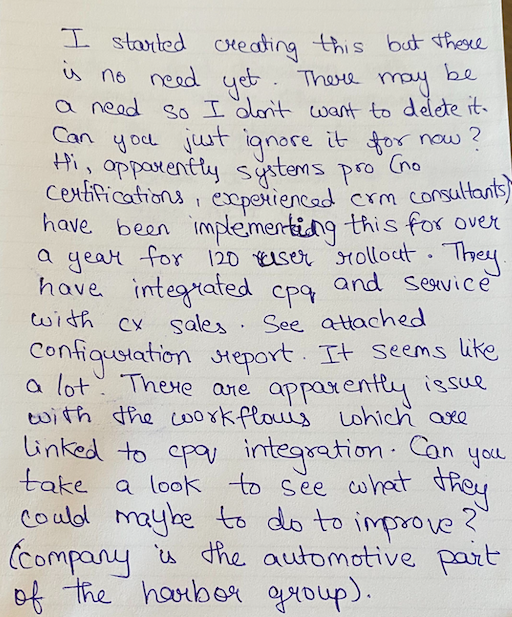 I started creating this but there
is no need yet. There may be
a need so I don't want to delete it.
Can you just ignore it for now?
Hi, apparently systems pro (no
certifications, experienced crm consultants)
have been implementing this for over
a year for 120 user rollout. They
have integrated cpq and service
with cx sales. See attached
configuration report. It seems like
a lot. There are apparently issue
with the workflows which are
linked to cpq integration. Can you
take a look to see what they
could maybe to do to improve?
(company is the automotive part
of the harbor group).